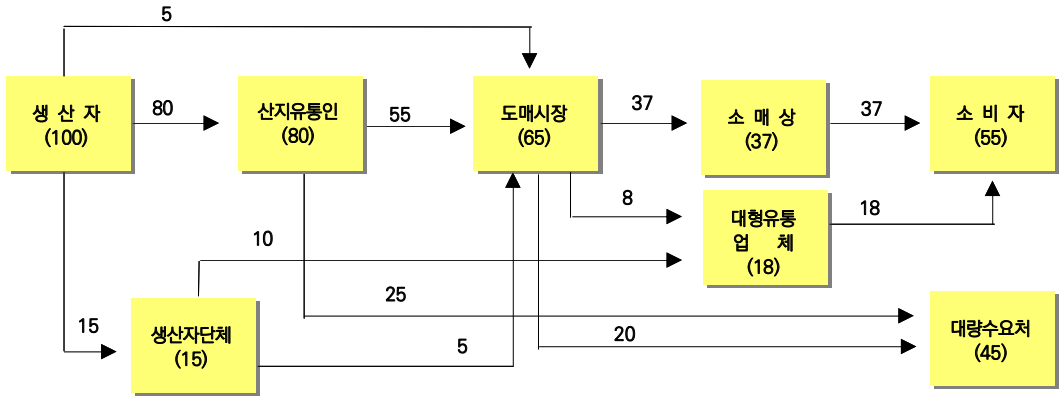 5
생 산 자
(100)
80
산지유통인
(80)
55
도매시장
(65)
37
소 매 상
(37)
37
소 비 자
(55)
8
대형유통
업 체
(18)
18
10
25
15
생산자단체
(15)
5
20
대량수요처
(45)